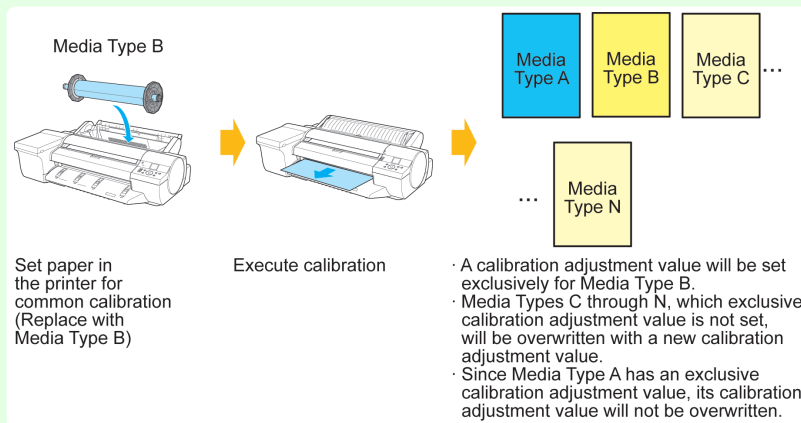 Media Type B
Media
Type A
Media
Type B
Media
Type C
...
...
Media
Type N
Set paper in
the printer for
common calibration
(Replace with
Media Type B)
Execute calibration
· A calibration adjustment value will be set
exclusively for Media Type B.
· Media Types C through N, which exclusive
calibration adjustment value is not set,
will be overwritten with a new calibration
adjustment value.
· Since Media Type A has an exclusive
calibration adjustment value, its calibration
adjustment value will not be overwritten.